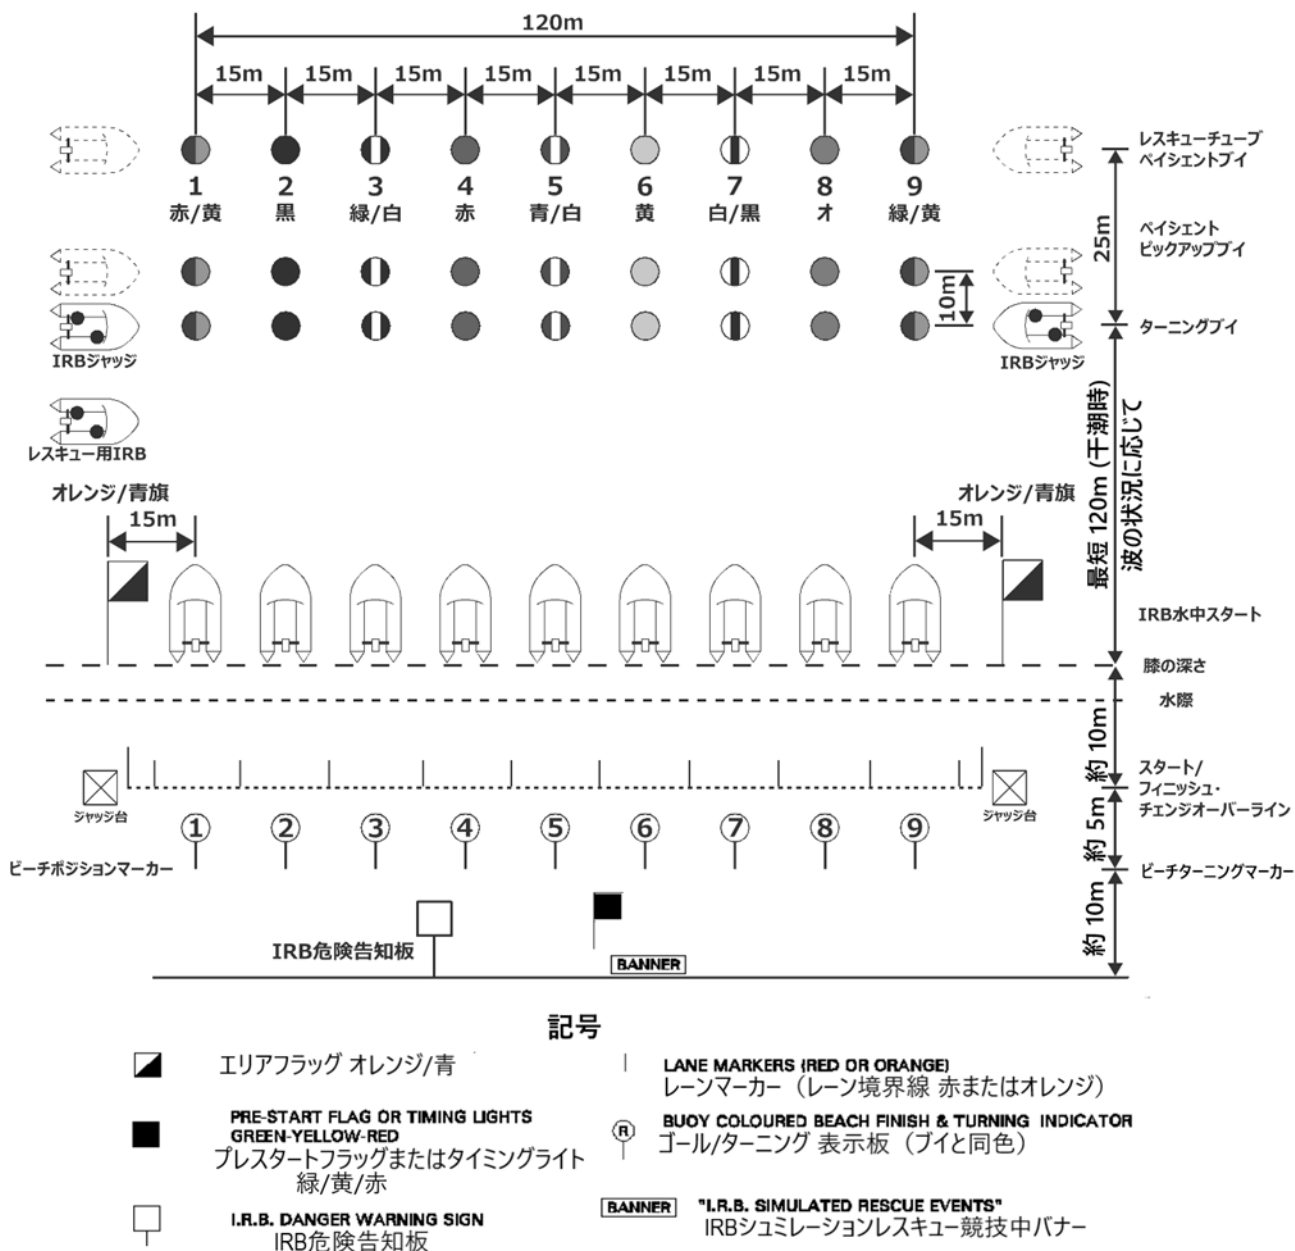 120m
15m 15m 15m 15m 15m 15m 15m 15m
レスキューチューブ
ペイシェントブイ
1 2 3 4 5 6 7 8 9
赤/黄 黒 緑/白 赤 青/白 黄 白/黒 オ 緑/黄
25m
ペイシェント
ピックアップブイ
10m
ターニングブイ
IRBジャッジ IRBジャッジ
レスキュー用IRB
最短 120m (干潮時)
波の状況に応じて
オレンジ/青旗 オレンジ/青旗
15m 15m
IRB水中スタート
膝の深さ
水際
約 10m
スタート/
フィニッシュ・
チェンジオーバーライン
ジャッジ台 ジャッジ台
1 2 3 4 5 6 7 8 9
約 5m
ビーチポジションマーカー
ビーチターニングマーカー
約 10m
IRB危険告知板
BANNER
記号
エリアフラッグ オレンジ/青
PRE-START FLAG OR TIMING LIGHTS
GREEN-YELLOW-RED
プレスタートフラッグまたはタイミングライト
緑/黄/赤
I.R.B. DANGER WARNING SIGN
IRB危険告知板
LANE MARKERS (RED OR ORANGE)
レーンマーカー（レーン境界線 赤またはオレンジ）
R
BUOY COLOURED BEACH FINISH & TURNING INDICATOR
ゴール/ターニング 表示板（ブイと同色）
BANNER
"I.R.B. SIMULATED RESCUE EVENTS"
IRBシュミレーションレスキュー競技中バナー